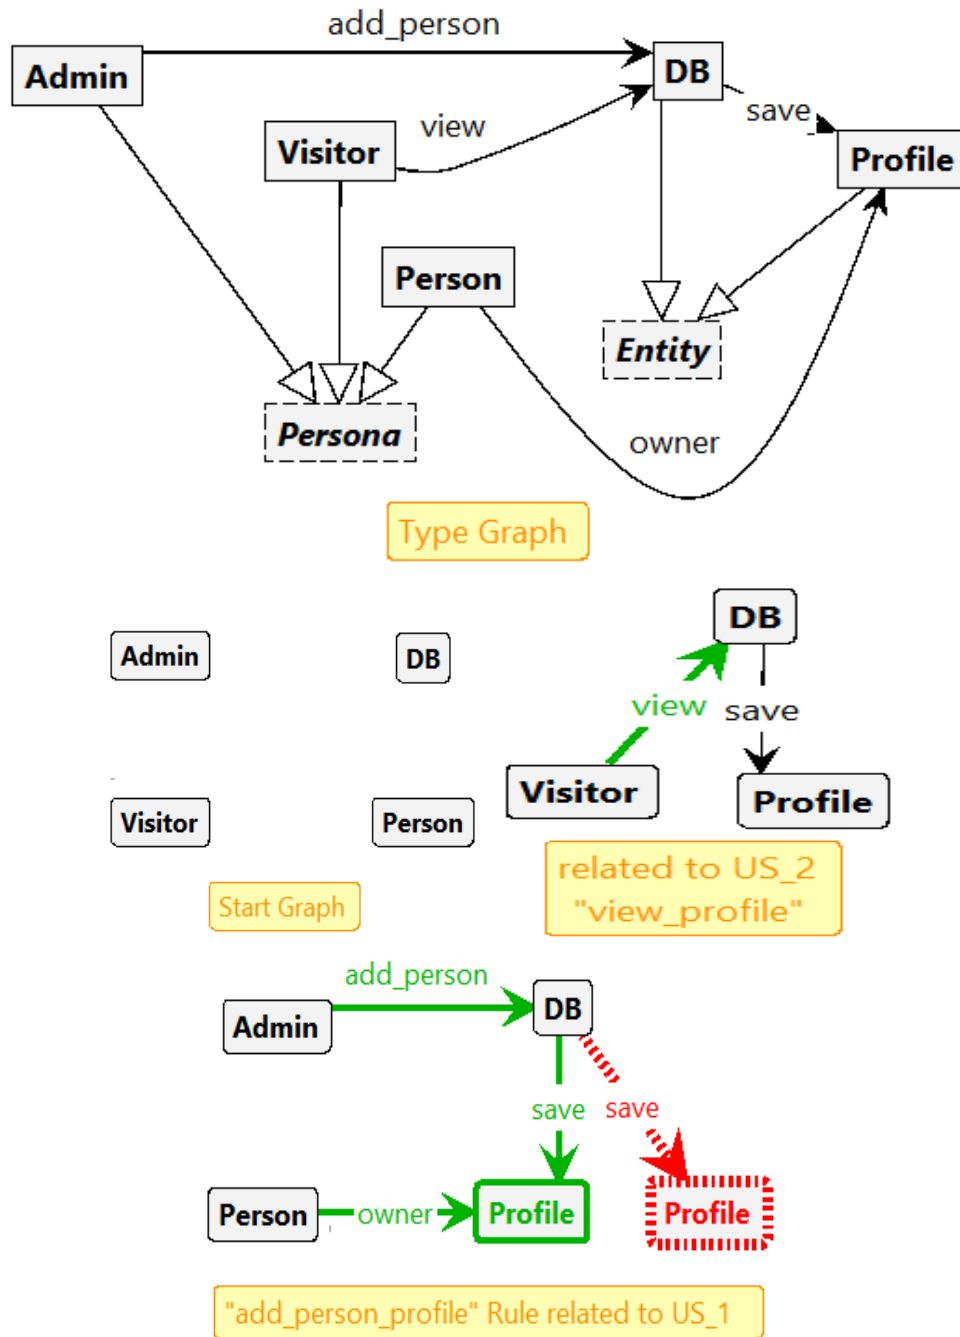 add_person
Admin
DB
save
view
Visitor
Profile
Person
Entity
Persona
owner
Type Graph
DB
Admin
DB
view
save
Visitor
Profile
Visitor
Person
related to US_2
"view_profile"
Start Graph
add_person
DB
Admin
save
save
Person
owner
Profile
Profile
"add_person_profile" Rule related to US_1